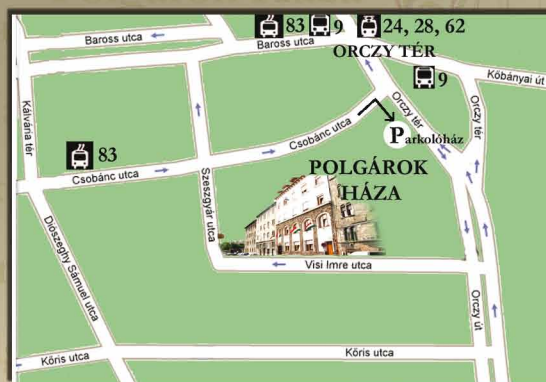 83
9
24, 28, 62
Baross utca
Baross utca
ORCZY TÉR
9
Kőbányai út
Orczy tér
Orczy tér
Kálvária tér
Parkolóház
83
Csobánc utca
Csobánc utca
POLGÁROK
HÁZA
Szeszgyár utca
Diószeghy Sámuel utca
Visi Imre utca
Orczy út
Kőris utca
Kőris utca